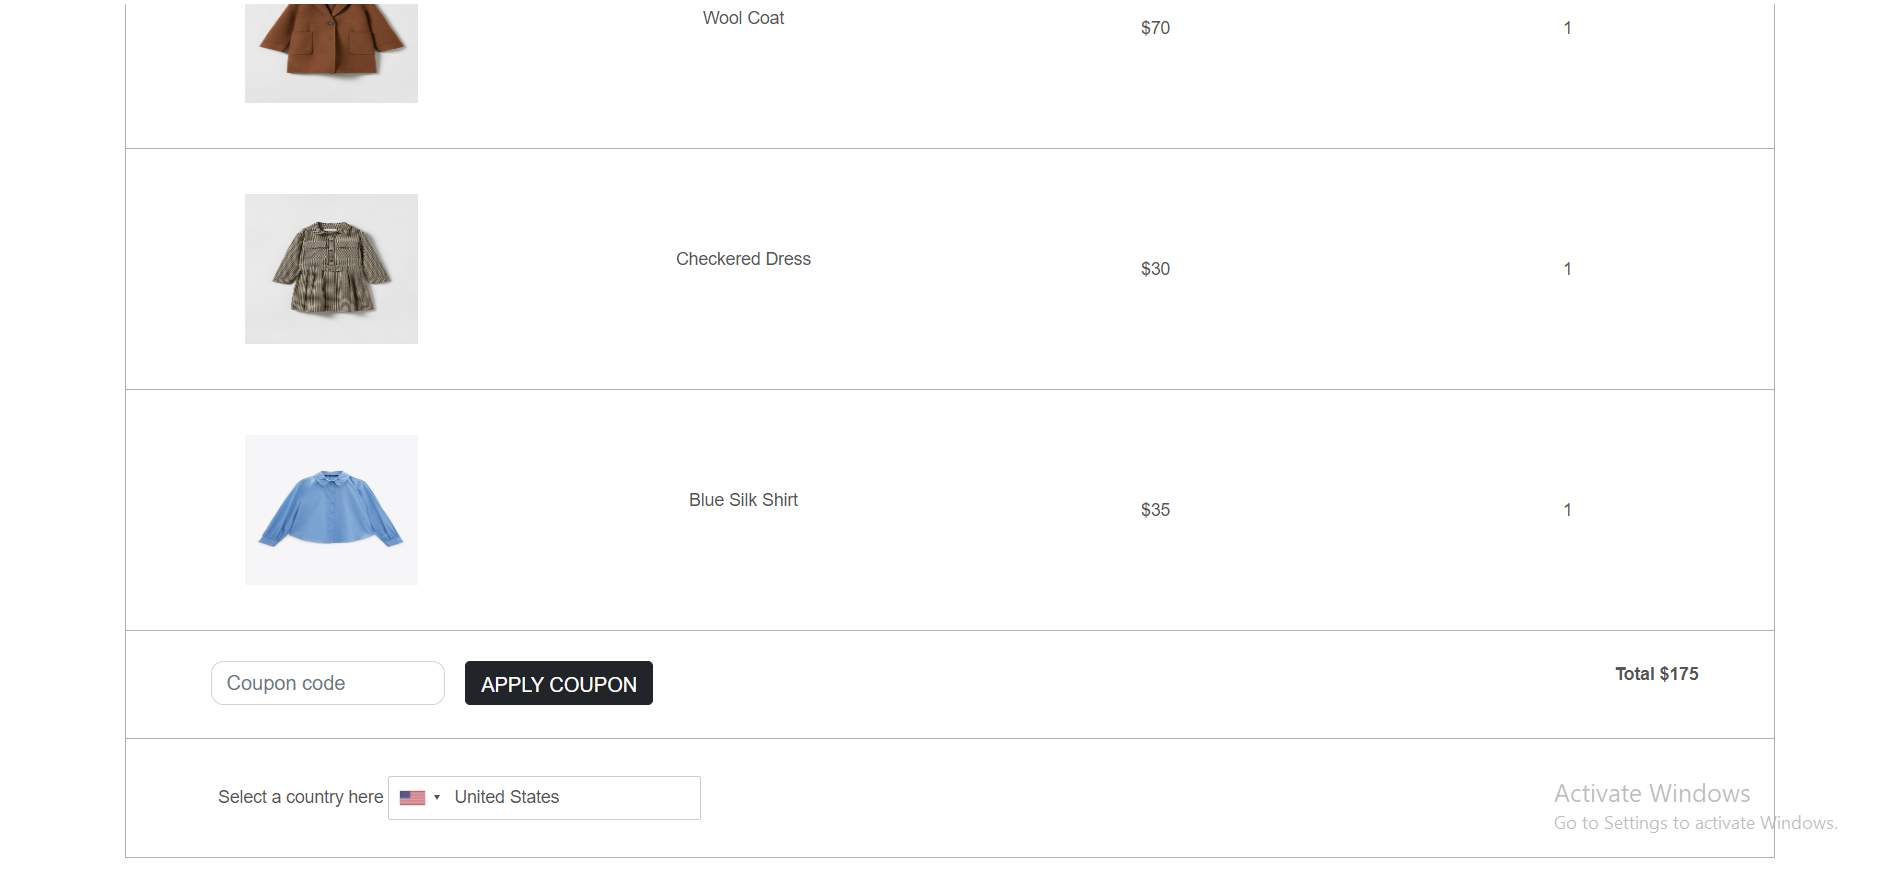 Wool Coat
$70
1
Checkered Dress
$30
1
Blue Silk Shirt
$35
1
Coupon code
APPLY COUPON
Total $175
Select a country here
United States
Activate Windows
Go to Settings to activate Windows.